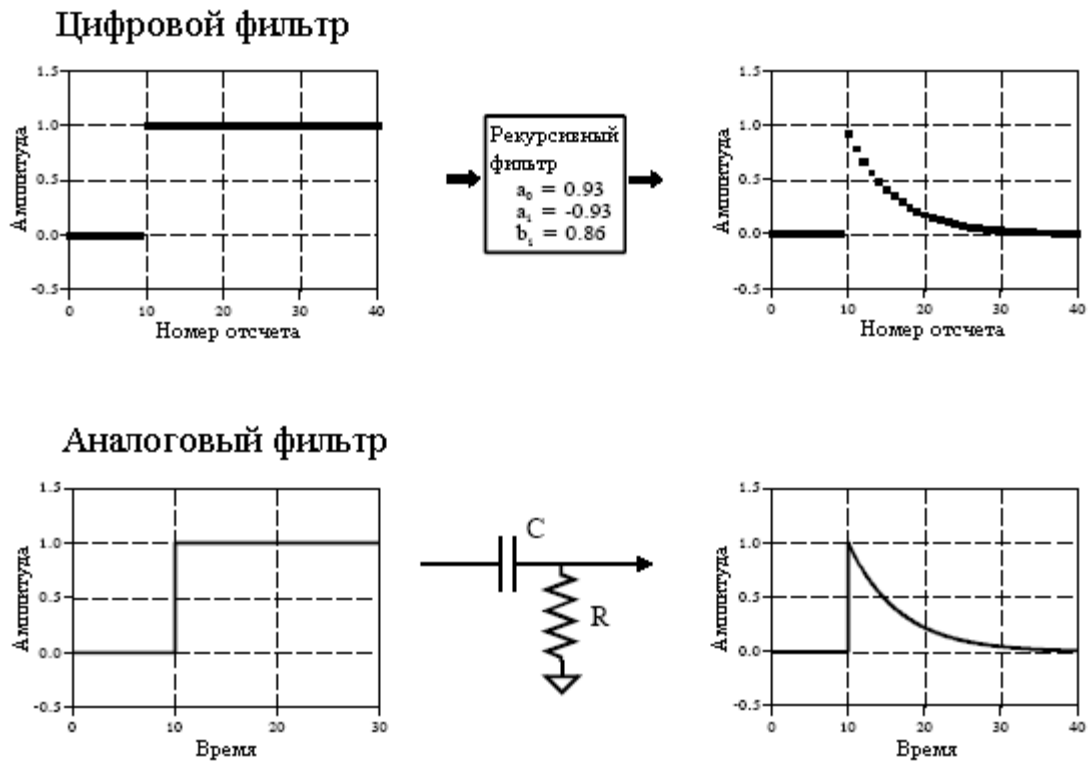 Цифровой фильтр
1.5
1.0
0.5
0.0
-0.5
0 10 20 30 40
Амплитуда
Номер отсчета
Рекурсивный
фильтр
a₀ = 0.93
a₁ = -0.93
b₁ = 0.86
1.5
1.0
0.5
0.0
-0.5
0 10 20 30 40
Амплитуда
Номер отсчета
Аналоговый фильтр
1.5
1.0
0.5
0.0
-0.5
0 10 20 30
Амплитуда
Время
C
R
1.5
1.0
0.5
0.0
-0.5
0 10 20 30 40
Амплитуда
Время